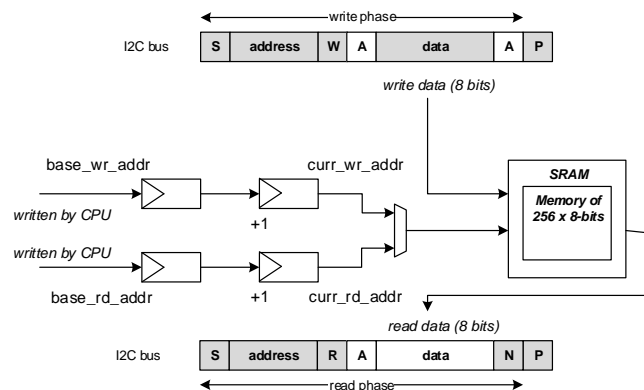 write phase
I2C bus S address W A data A P
write data (8 bits)
base_wr_addr curr_wr_addr
written by CPU
+1
SRAM
Memory of
256 x 8-bits
written by CPU
base_rd_addr +1 curr_rd_addr
read data (8 bits)
I2C bus S address R A data N P
read phase